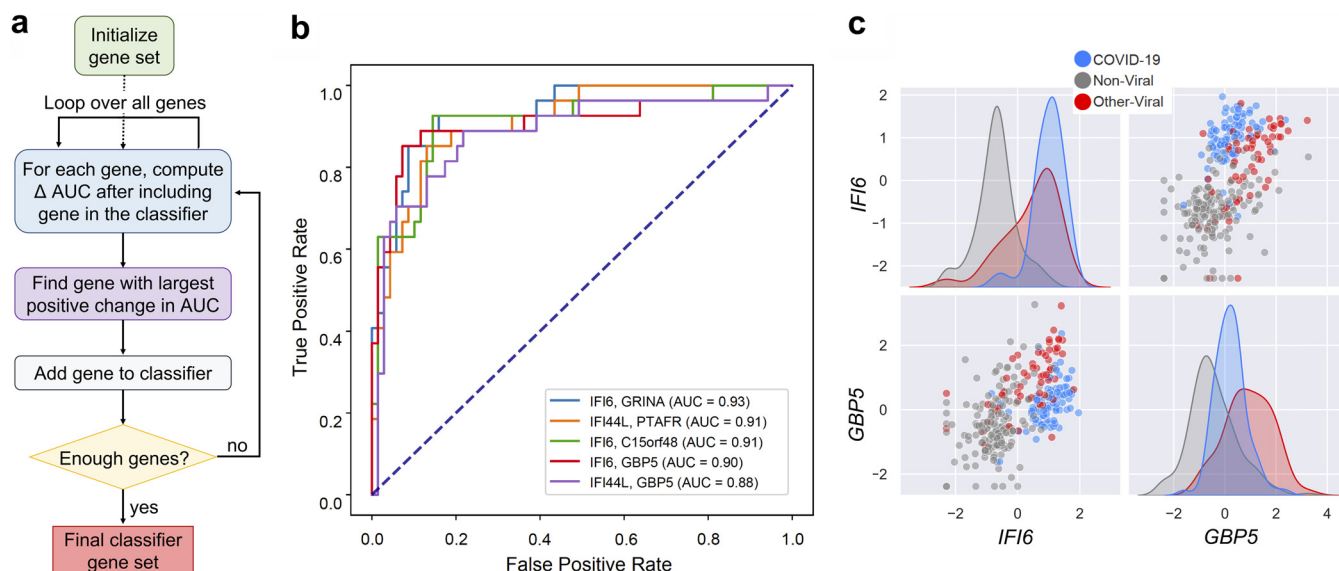 a
Initialize
gene set
Loop over all genes
For each gene, compute
Δ AUC after including
gene in the classifier
Find gene with largest
positive change in AUC
Add gene to classifier
Enough genes?
no
yes
Final classifier
gene set
b
True Positive Rate
1.0
0.8
0.6
0.4
0.2
0.0
IFI6, GRINA (AUC = 0.93)
IFI44L, PTAFR (AUC = 0.91)
IFI6, C15orf48 (AUC = 0.91)
IFI6, GBP5 (AUC = 0.90)
IFI44L, GBP5 (AUC = 0.88)
0.0 0.2 0.4 0.6 0.8 1.0
False Positive Rate
c
COVID-19
Non-Viral
Other-Viral
IFI6
2
1
0
−1
−2
GBP5
2
0
−2
−2 0 2
−2 0 2 4
IFI6
GBP5